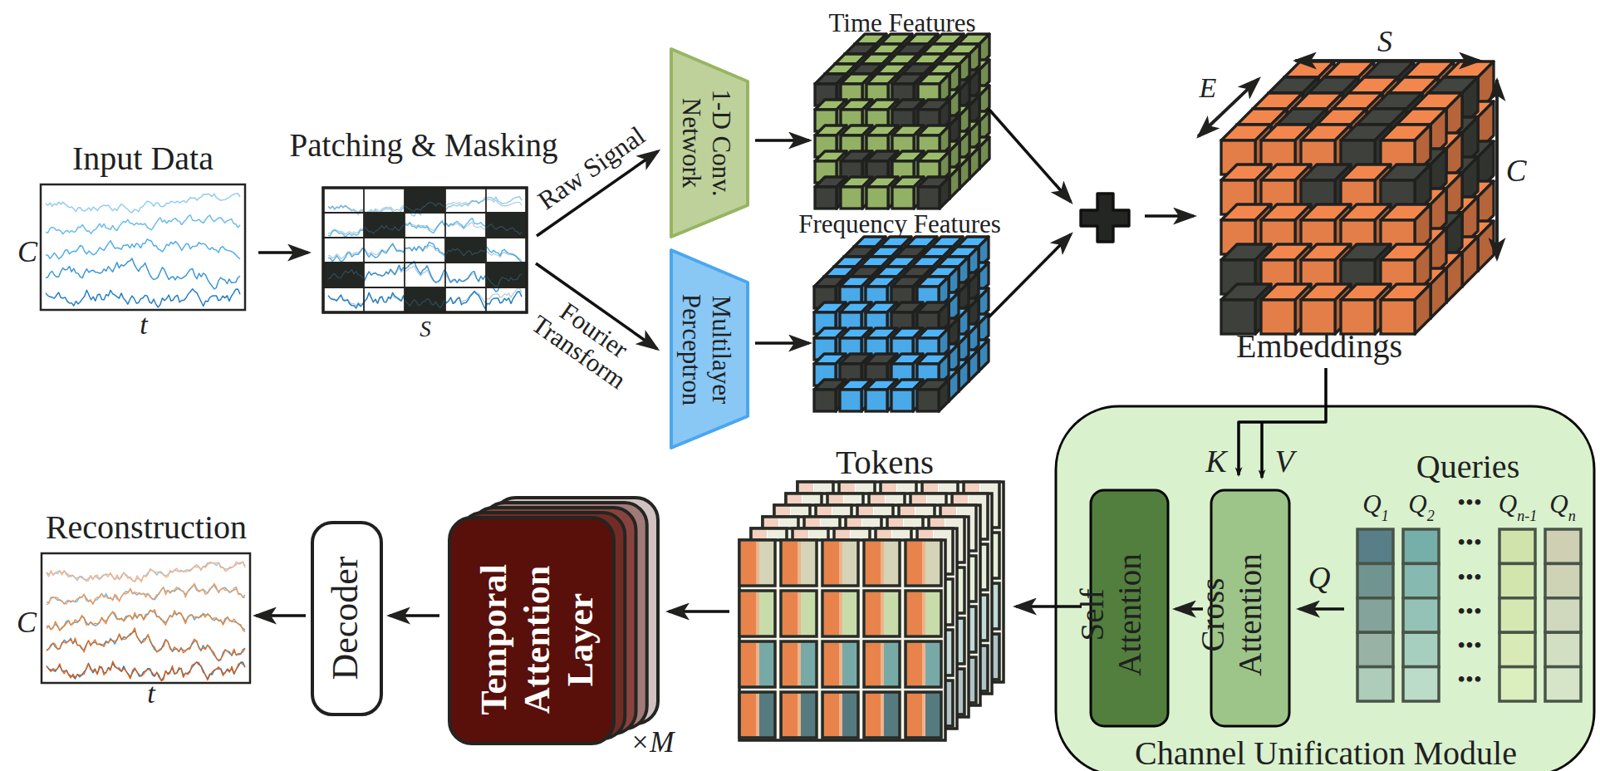 Time Features
S
E
C
1-D Conv.
Network
Raw Signal
Patching & Masking
Input Data
C
t
S
Frequency Features
Fourier
Transform
Multilayer
Perceptron
Embeddings
Tokens
K
V
Queries
Q1
Q2
•••
Qn-1
Qn
•••
•••
•••
•••
•••
Q
Cross
Attention
Self
Attention
Channel Unification Module
Temporal
Attention
Layer
×M
Decoder
Reconstruction
C
t